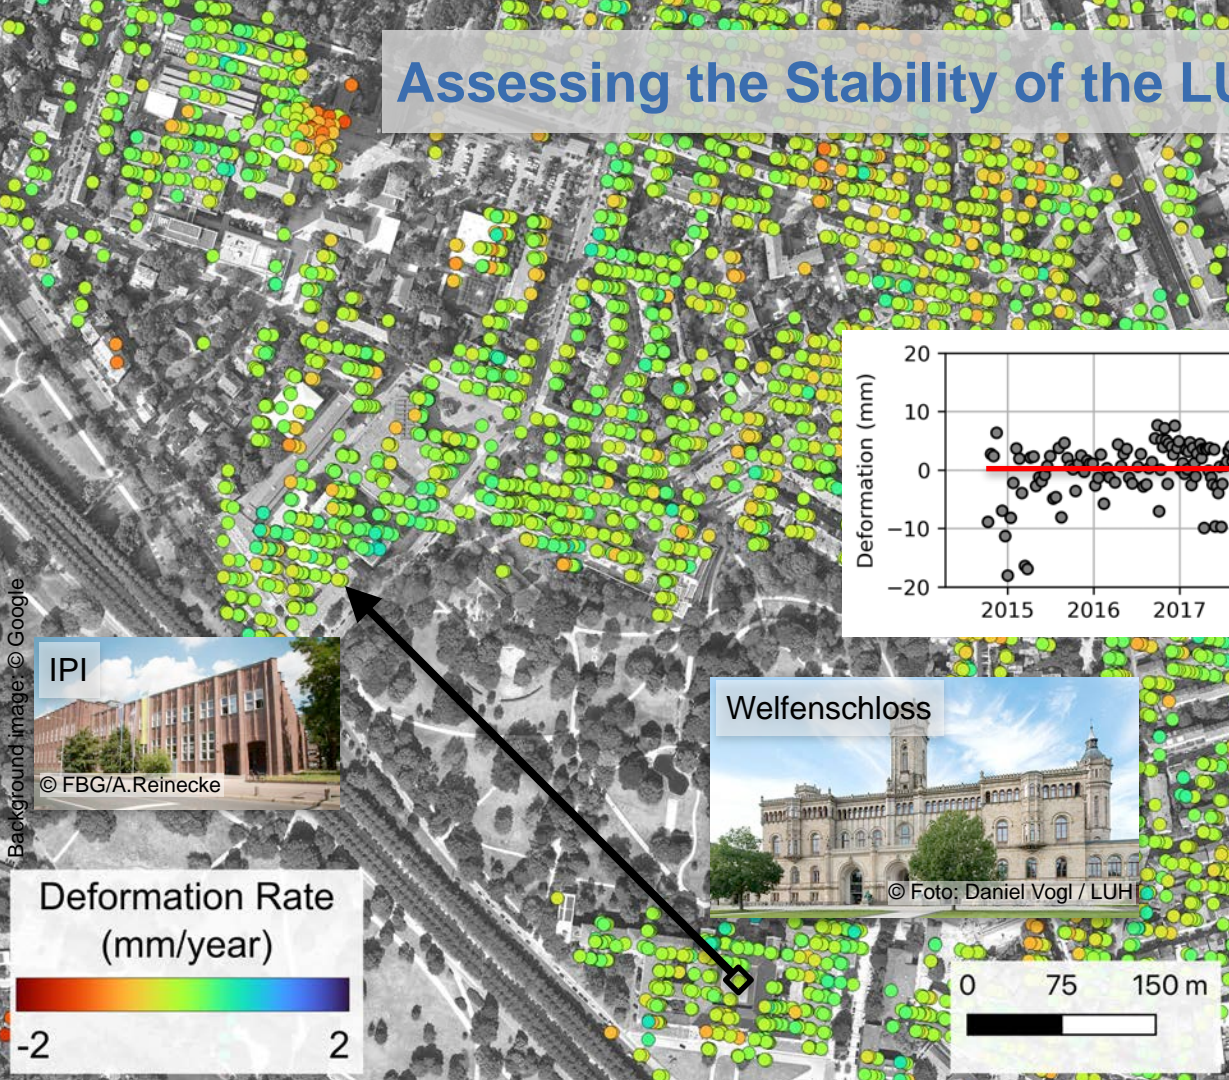 Assessing the Stability of the LU
20
10
0
−10
−20
Deformation (mm)
2015 2016 2017
Background image: © Google
IPI
© FBG/A.Reinecke
Welfenschloss
© Foto: Daniel Vogl / LUH
Deformation Rate
(mm/year)
-2 2
0 75 150 m